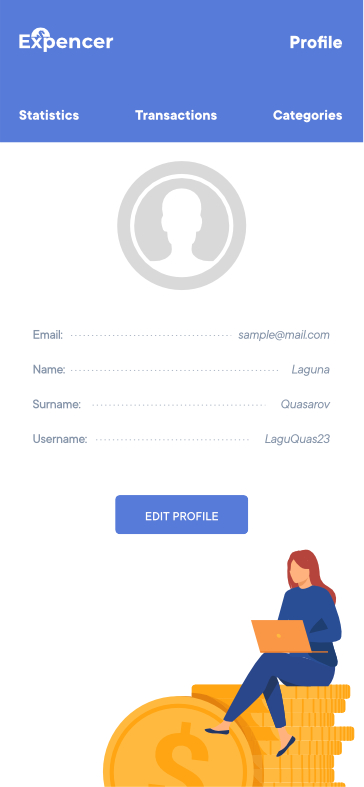 Expencer
Profile
Statistics Transactions Categories
Email: sample@mail.com
Name: Laguna
Surname: Quasarov
Username: LaguQuas23
EDIT PROFILE
$